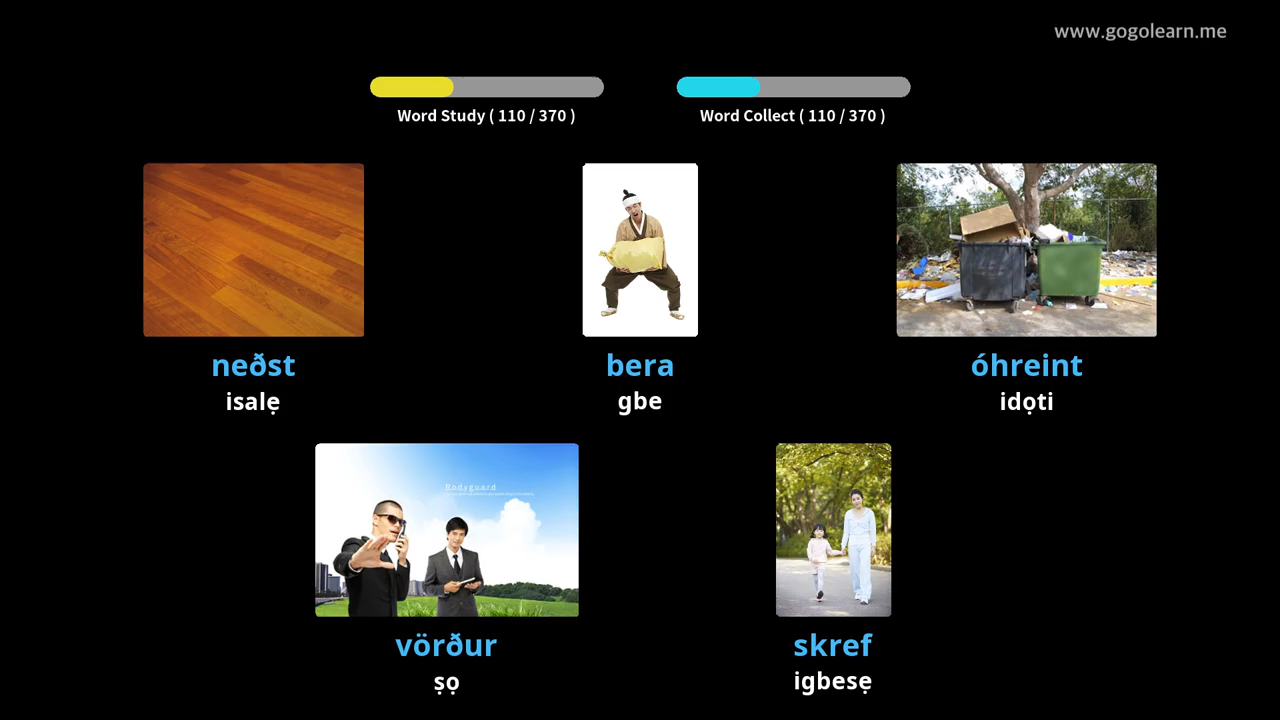 www.gogolearn.me
Word Study ( 110 / 370 )
Word Collect ( 110 / 370 )
neðst
isalẹ
bera
gbe
óhreint
idọti
Bodyguard
vörður
ṣọ
skref
igbesẹ